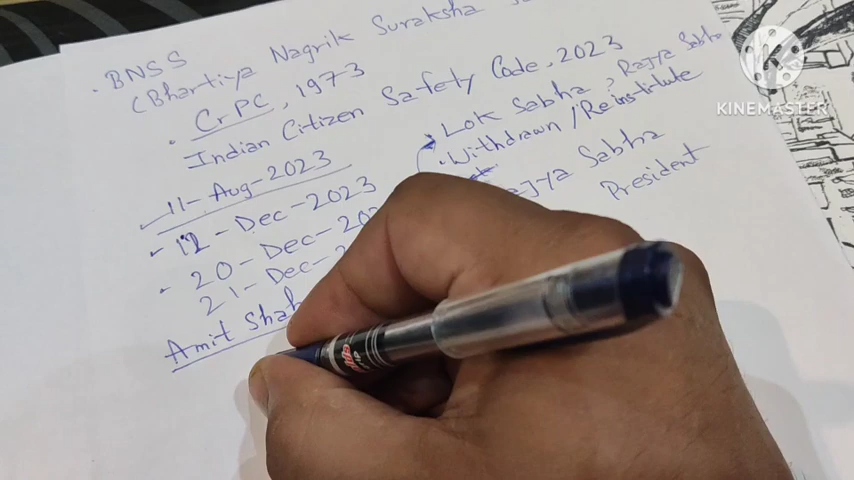 • BNSS
(Bhartiya Nagrik Suraksha
• CrPC, 1973
Indian Citizen Safety Code, 2023
11-Aug-2023
• Lok Sabha, Rajya Sabha
• Withdrawn / Reinstitute
12-Dec-2023
Rajya Sabha
20-Dec-
President
21-Dec-
Amit Shah
KINEMASTER